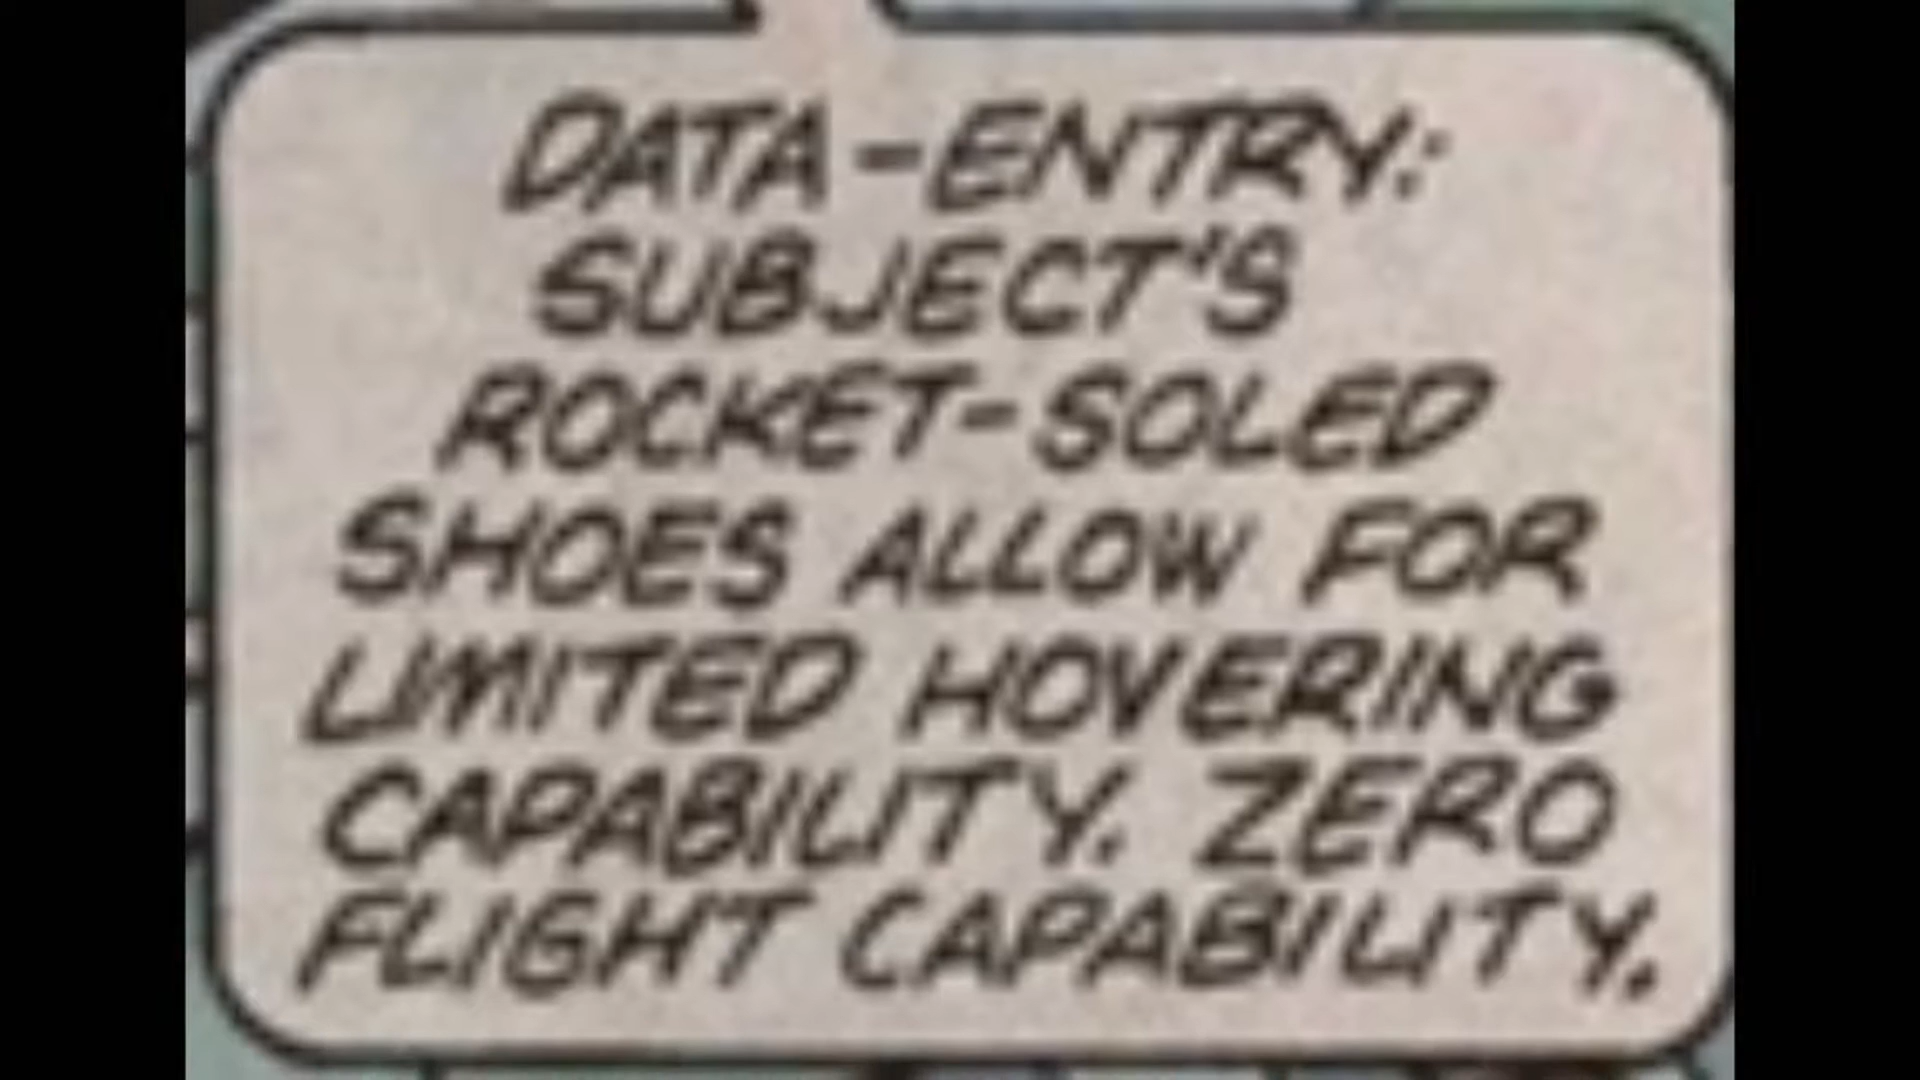 DATA-ENTRY:
SUBJECT'S
ROCKET-SOLED
SHOES ALLOW FOR
LIMITED HOVERING
CAPABILITY. ZERO
FLIGHT CAPABILITY.